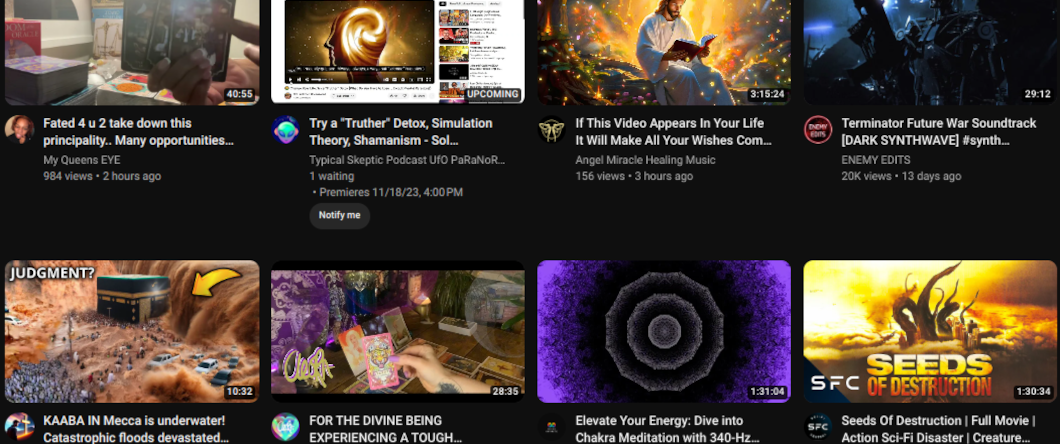 40:55
UPCOMING
3:15:24
29:12
Fated 4 u 2 take down this
principality.. Many opportunities...
My Queens EYE
984 views • 2 hours ago
Try a "Truther" Detox, Simulation
Theory, Shamanism - Sol...
Typical Skeptic Podcast UfO PaRaNoR...
1 waiting
• Premieres 11/18/23, 4:00 PM
Notify me
If This Video Appears In Your Life
It Will Make All Your Wishes Com...
Angel Miracle Healing Music
156 views • 3 hours ago
ENEMY
EDITS
Terminator Future War Soundtrack
[DARK SYNTHWAVE] #synth...
ENEMY EDITS
20K views • 13 days ago
JUDGMENT?
10:32
28:35
1:31:04
SEEDS
OF DESTRUCTION
SFC
1:30:34
KAABA IN Mecca is underwater!
Catastrophic floods devastated...
FOR THE DIVINE BEING
EXPERIENCING A TOUGH...
Elevate Your Energy: Dive into
Chakra Meditation with 340-Hz...
SFC
Seeds Of Destruction | Full Movie |
Action Sci-Fi Disaster | Creature...